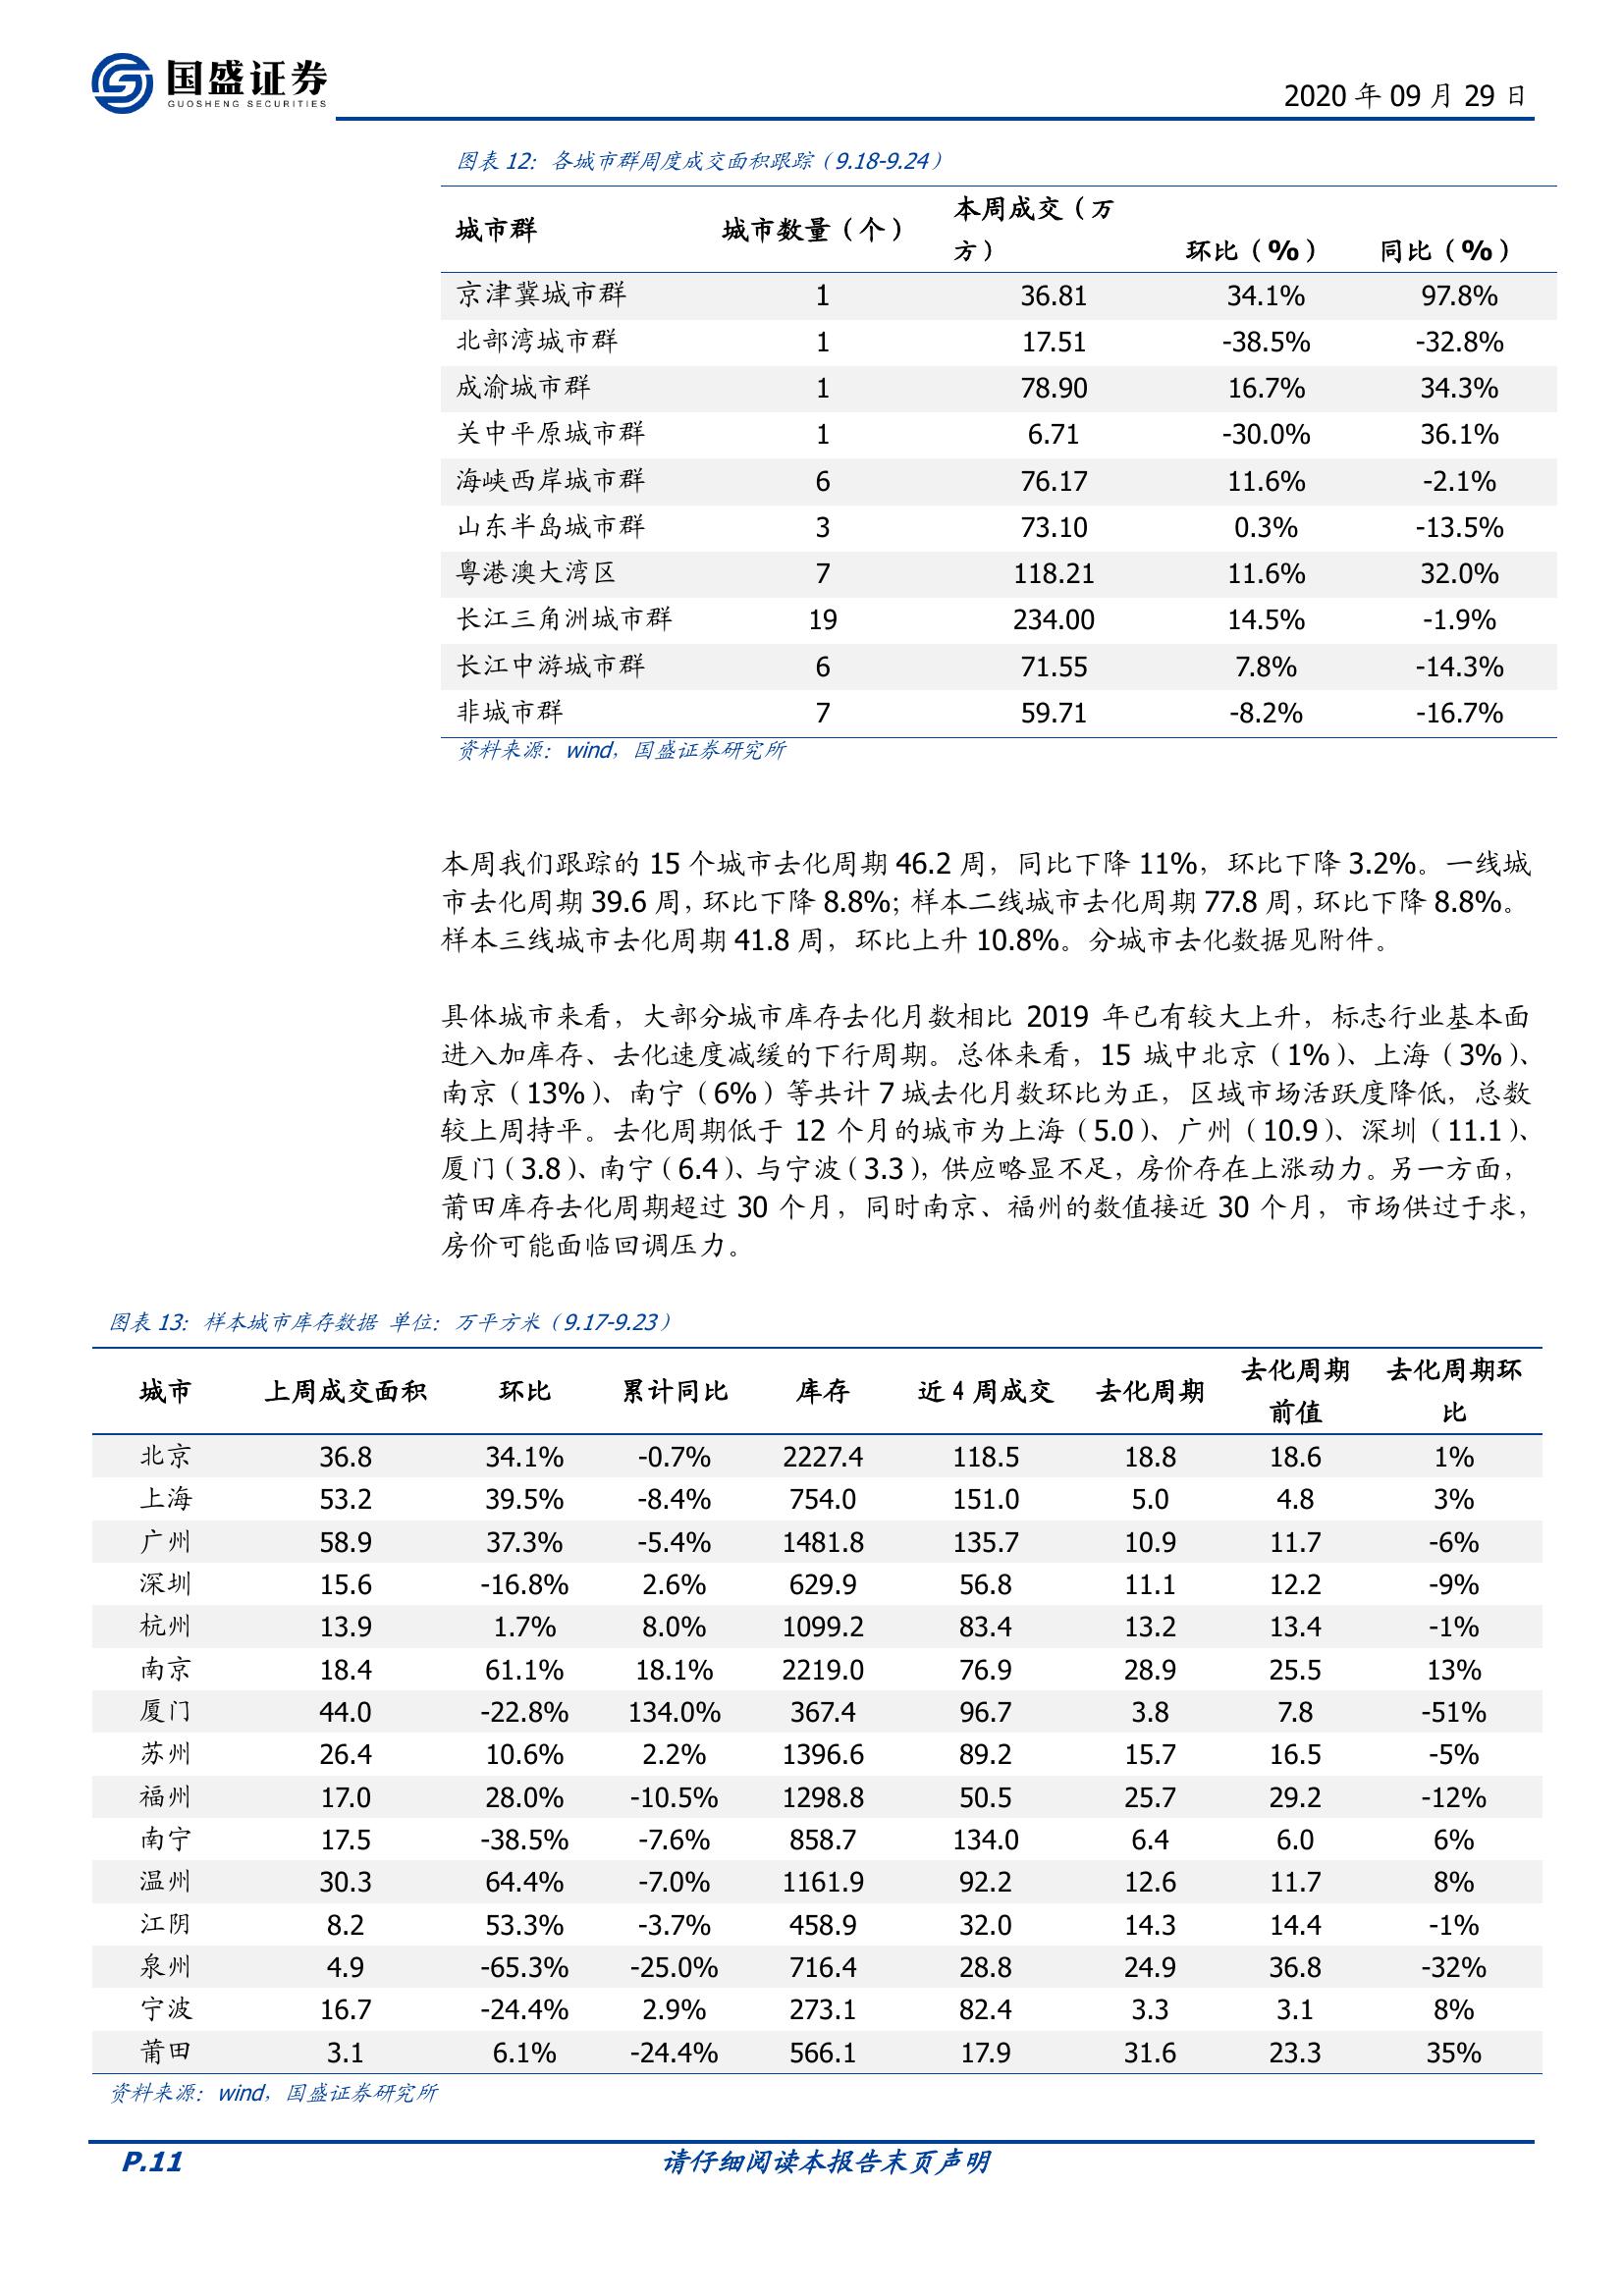 国盛证券
GUOSHENG SECURITIES
2020 年 09 月 29 日
图表 12：各城市群周度成交面积跟踪（9.18-9.24）
城市群 城市数量（个） 本周成交（万方） 环比（%） 同比（%）
京津冀城市群 1 36.81 34.1% 97.8%
北部湾城市群 1 17.51 -38.5% -32.8%
成渝城市群 1 78.90 16.7% 34.3%
关中平原城市群 1 6.71 -30.0% 36.1%
海峡西岸城市群 6 76.17 11.6% -2.1%
山东半岛城市群 3 73.10 0.3% -13.5%
粤港澳大湾区 7 118.21 11.6% 32.0%
长江三角洲城市群 19 234.00 14.5% -1.9%
长江中游城市群 6 71.55 7.8% -14.3%
非城市群 7 59.71 -8.2% -16.7%
资料来源：wind，国盛证券研究所
本周我们跟踪的 15 个城市去化周期 46.2 周，同比下降 11%，环比下降 3.2%。一线城
市去化周期 39.6 周，环比下降 8.8%；样本二线城市去化周期 77.8 周，环比下降 8.8%。
样本三线城市去化周期 41.8 周，环比上升 10.8%。分城市去化数据见附件。
具体城市来看，大部分城市库存去化月数相比 2019 年已有较大上升，标志行业基本面
进入加库存、去化速度减缓的下行周期。总体来看，15 城中北京（1%）、上海（3%）、
南京（13%）、南宁（6%）等共计 7 城去化月数环比为正，区域市场活跃度降低，总数
较上周持平。去化周期低于 12 个月的城市为上海（5.0）、广州（10.9）、深圳（11.1）、
厦门（3.8）、南宁（6.4）、与宁波（3.3），供应略显不足，房价存在上涨动力。另一方面，
莆田库存去化周期超过 30 个月，同时南京、福州的数值接近 30 个月，市场供过于求，
房价可能面临回调压力。
图表 13：样本城市库存数据 单位：万平方米（9.17-9.23）
城市 上周成交面积 环比 累计同比 库存 近 4 周成交 去化周期 去化周期前值 去化周期环比
北京 36.8 34.1% -0.7% 2227.4 118.5 18.8 18.6 1%
上海 53.2 39.5% -8.4% 754.0 151.0 5.0 4.8 3%
广州 58.9 37.3% -5.4% 1481.8 135.7 10.9 11.7 -6%
深圳 15.6 -16.8% 2.6% 629.9 56.8 11.1 12.2 -9%
杭州 13.9 1.7% 8.0% 1099.2 83.4 13.2 13.4 -1%
南京 18.4 61.1% 18.1% 2219.0 76.9 28.9 25.5 13%
厦门 44.0 -22.8% 134.0% 367.4 96.7 3.8 7.8 -51%
苏州 26.4 10.6% 2.2% 1396.6 89.2 15.7 16.5 -5%
福州 17.0 28.0% -10.5% 1298.8 50.5 25.7 29.2 -12%
南宁 17.5 -38.5% -7.6% 858.7 134.0 6.4 6.0 6%
温州 30.3 64.4% -7.0% 1161.9 92.2 12.6 11.7 8%
江阴 8.2 53.3% -3.7% 458.9 32.0 14.3 14.4 -1%
泉州 4.9 -65.3% -25.0% 716.4 28.8 24.9 36.8 -32%
宁波 16.7 -24.4% 2.9% 273.1 82.4 3.3 3.1 8%
莆田 3.1 6.1% -24.4% 566.1 17.9 31.6 23.3 35%
资料来源：wind，国盛证券研究所
P.11 请仔细阅读本报告末页声明